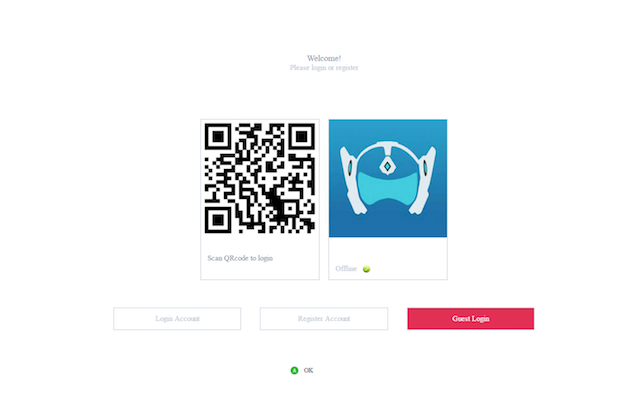 Welcome!
Please login or register
Scan QRcode to login
Offline
Login Account
Register Account
Guest Login
A OK